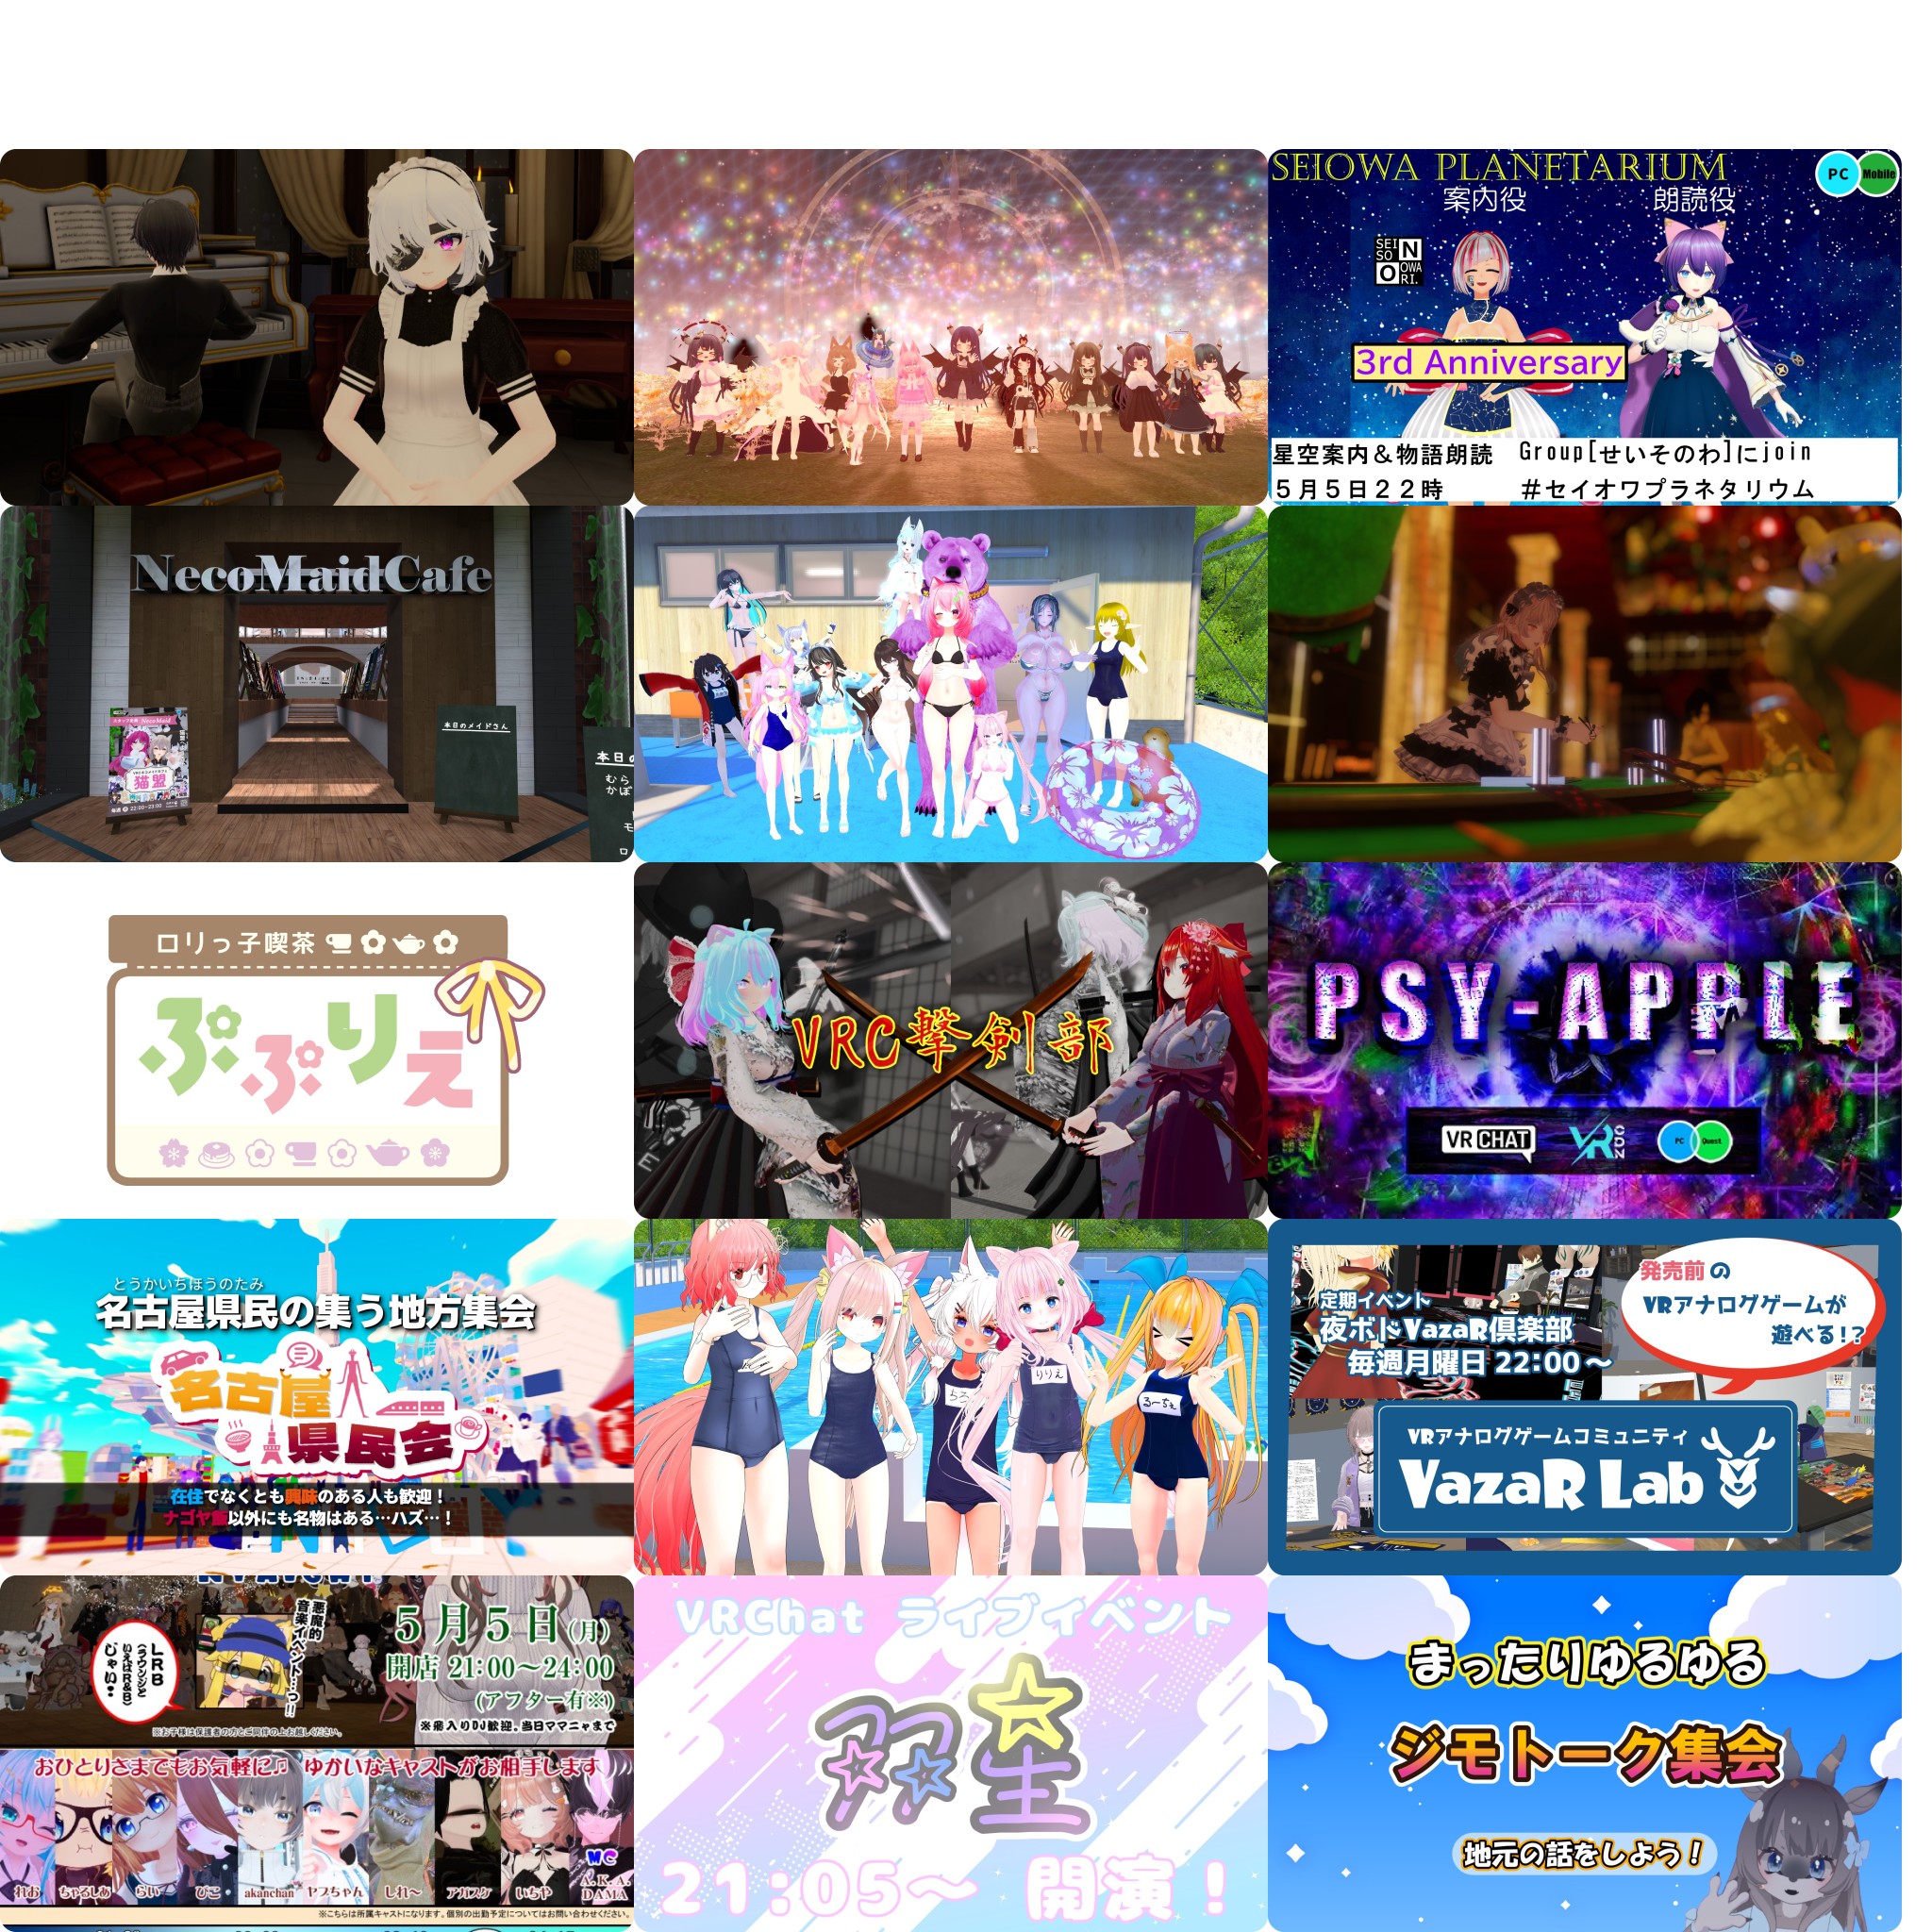 SEIOWA PLANETARIUM
PC
Mobile
案内役
朗読役
SEI
SO
N
O
OWA
RI.
3rd Anniversary
星空案内&物語朗読 Group[せいそのわ]にjoin
5月5日22時 #セイオワプラネタリウム
NecoMaidCafe
猫盟
本日のメイドさん
ロリっ子喫茶
ぷぷりえ
VRC撃剣部
PSY-APPLE
VRCHAT
PC
Quest
とうかいちほうのたみ
名古屋県民の集う地方集会
名古屋
県民会
在住でなくとも興味のある人も歓迎!
ナゴヤ飯以外にも名物はある…ハズ…!
りりえ
るーちぇ
発売前の
VRアナログゲームが
遊べる!?
定期イベント
夜ボドVazaR倶楽部
毎週月曜日 22:00~
VRアナログゲームコミュニティ
VazaR Lab
悪魔的
音楽イベント…っ!!
LRB
(ラウンジと
いえばR&B)
じゃい…
5月5日(月)
開店 21:00~24:00
(アフター有※)
※飛入りDJ歓迎。当日ママニャまで
※お子様は保護者の方とご同伴の上お越しください。
おひとりさまでもお気軽に♫ ゆかいなキャストがお相手します
れお
ちゃるしあ
らい〜
ぴこ
akanchan
ヤブちゃん
しれ~
アカスケ
いちや
MC
A.K.A.
DAMA
※こちらは所属キャストになります。個別の出勤予定についてはお問い合わせください。
VRChat ライブイベント
双星
21:05~ 開演!
まったりゆるゆる
ジモトーク集会
地元の話をしよう!